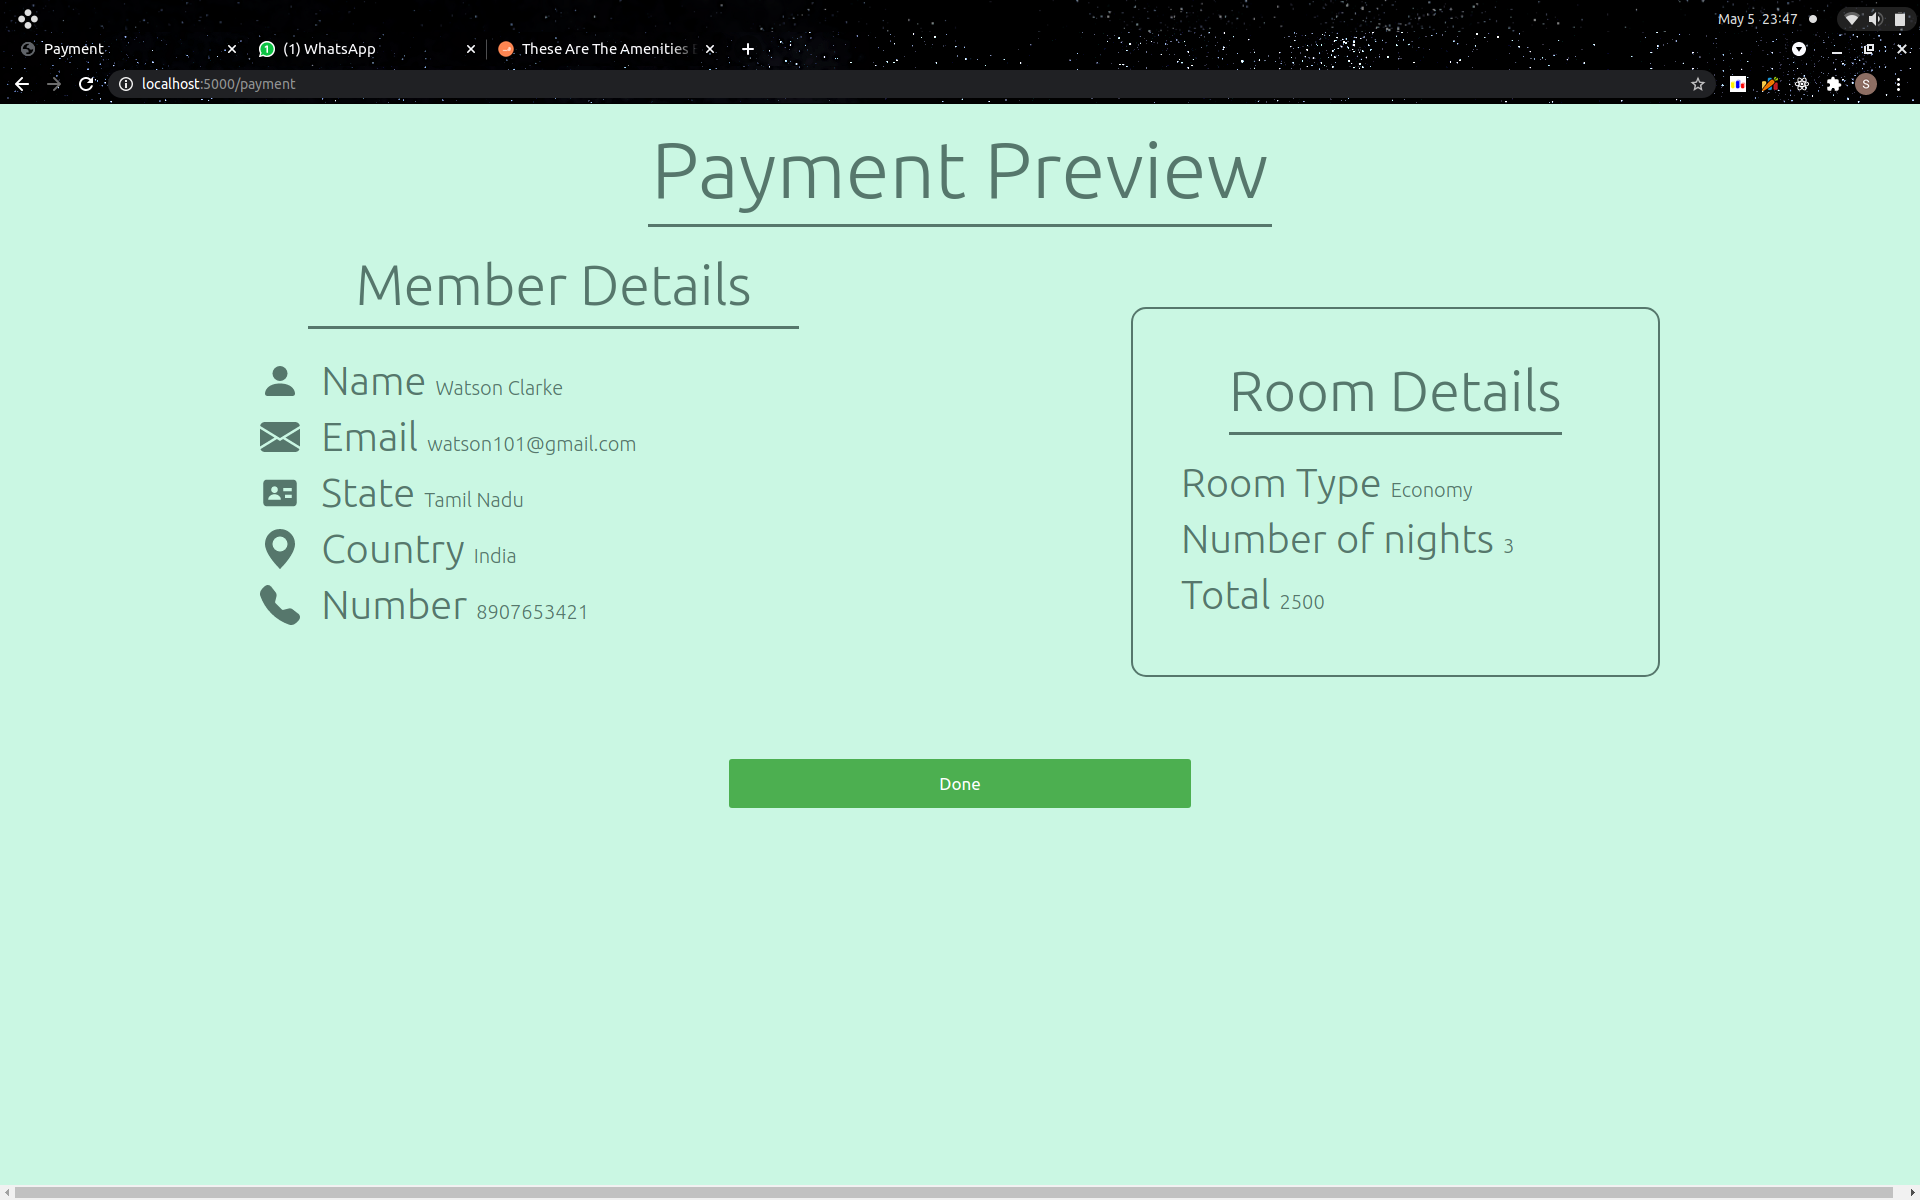 May 5 23:47
Payment
(1) WhatsApp
These Are The Amenities
localhost:5000/payment
S
Payment Preview
Member Details
Name Watson Clarke
Email watson101@gmail.com
State Tamil Nadu
Country India
Number 8907653421
Room Details
Room Type Economy
Number of nights 3
Total 2500
Done